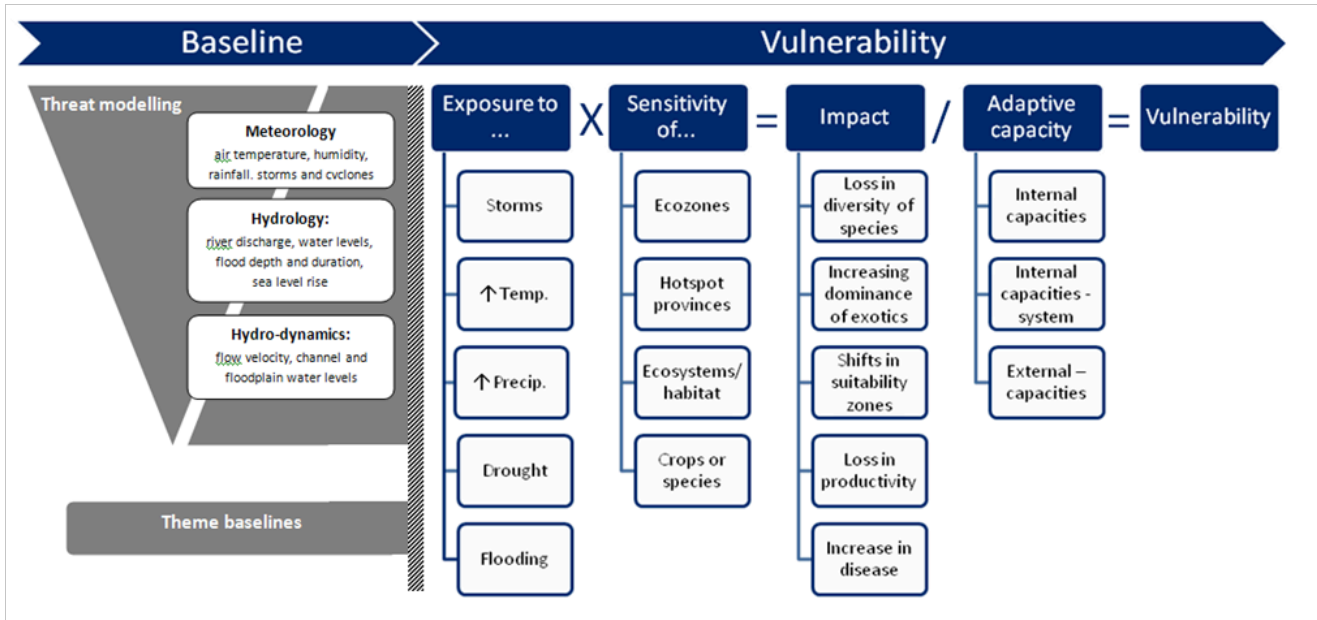 Baseline
Vulnerability
Threat modelling
Meteorology
air temperature, humidity,
rainfall. storms and cyclones
Hydrology:
river discharge, water levels,
flood depth and duration,
sea level rise
Hydro-dynamics:
flow velocity, channel and
floodplain water levels
Theme baselines
Exposure to
...
X
Sensitivity
of...
=
Impact
/
Adaptive
capacity
=
Vulnerability
Storms
↑ Temp.
↑ Precip.
Drought
Flooding
Ecozones
Hotspot
provinces
Ecosystems/
habitat
Crops or
species
Loss in
diversity of
species
Increasing
dominance
of exotics
Shifts in
suitability
zones
Loss in
productivity
Increase in
disease
Internal
capacities
Internal
capacities -
system
External –
capacities